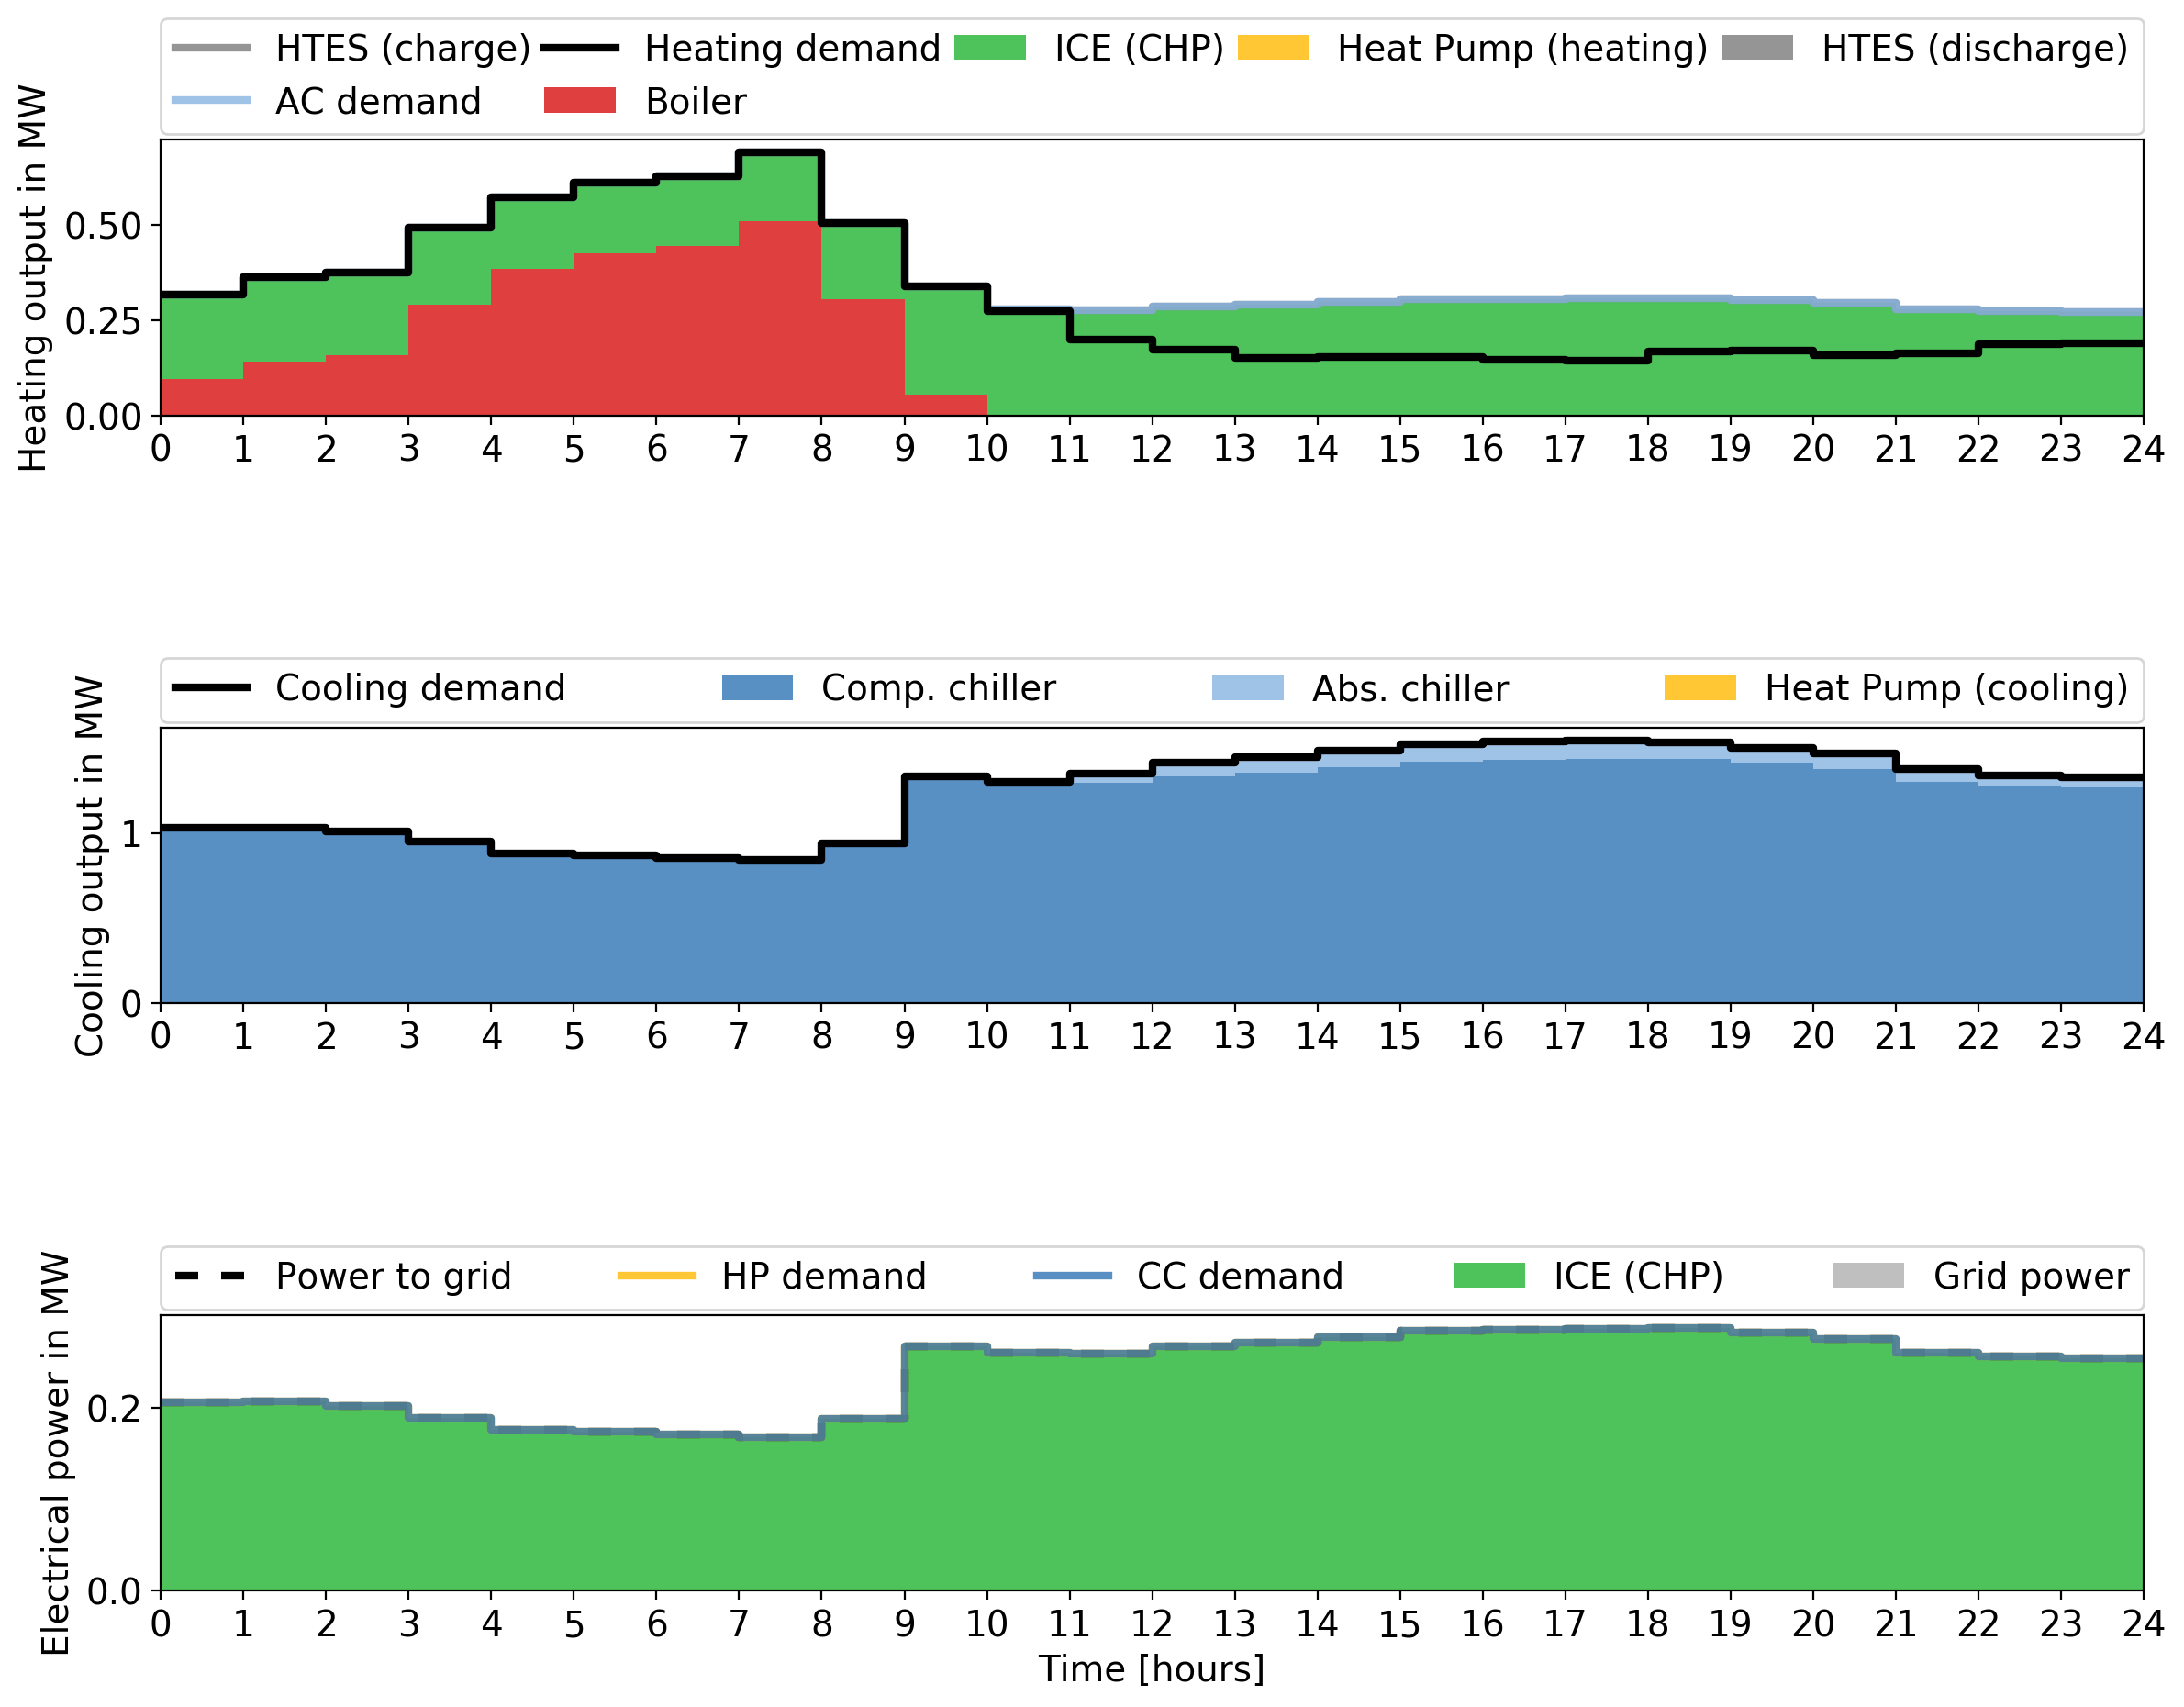 HTES (charge) Heating demand ICE (CHP) Heat Pump (heating) HTES (discharge)
AC demand Boiler
Heating output in MW
0.50
0.25
0.00
0 1 2 3 4 5 6 7 8 9 10 11 12 13 14 15 16 17 18 19 20 21 22 23 24
Cooling demand Comp. chiller Abs. chiller Heat Pump (cooling)
Cooling output in MW
1
0
0 1 2 3 4 5 6 7 8 9 10 11 12 13 14 15 16 17 18 19 20 21 22 23 24
Power to grid HP demand CC demand ICE (CHP) Grid power
Electrical power in MW
0.2
0.0
0 1 2 3 4 5 6 7 8 9 10 11 12 13 14 15 16 17 18 19 20 21 22 23 24
Time [hours]